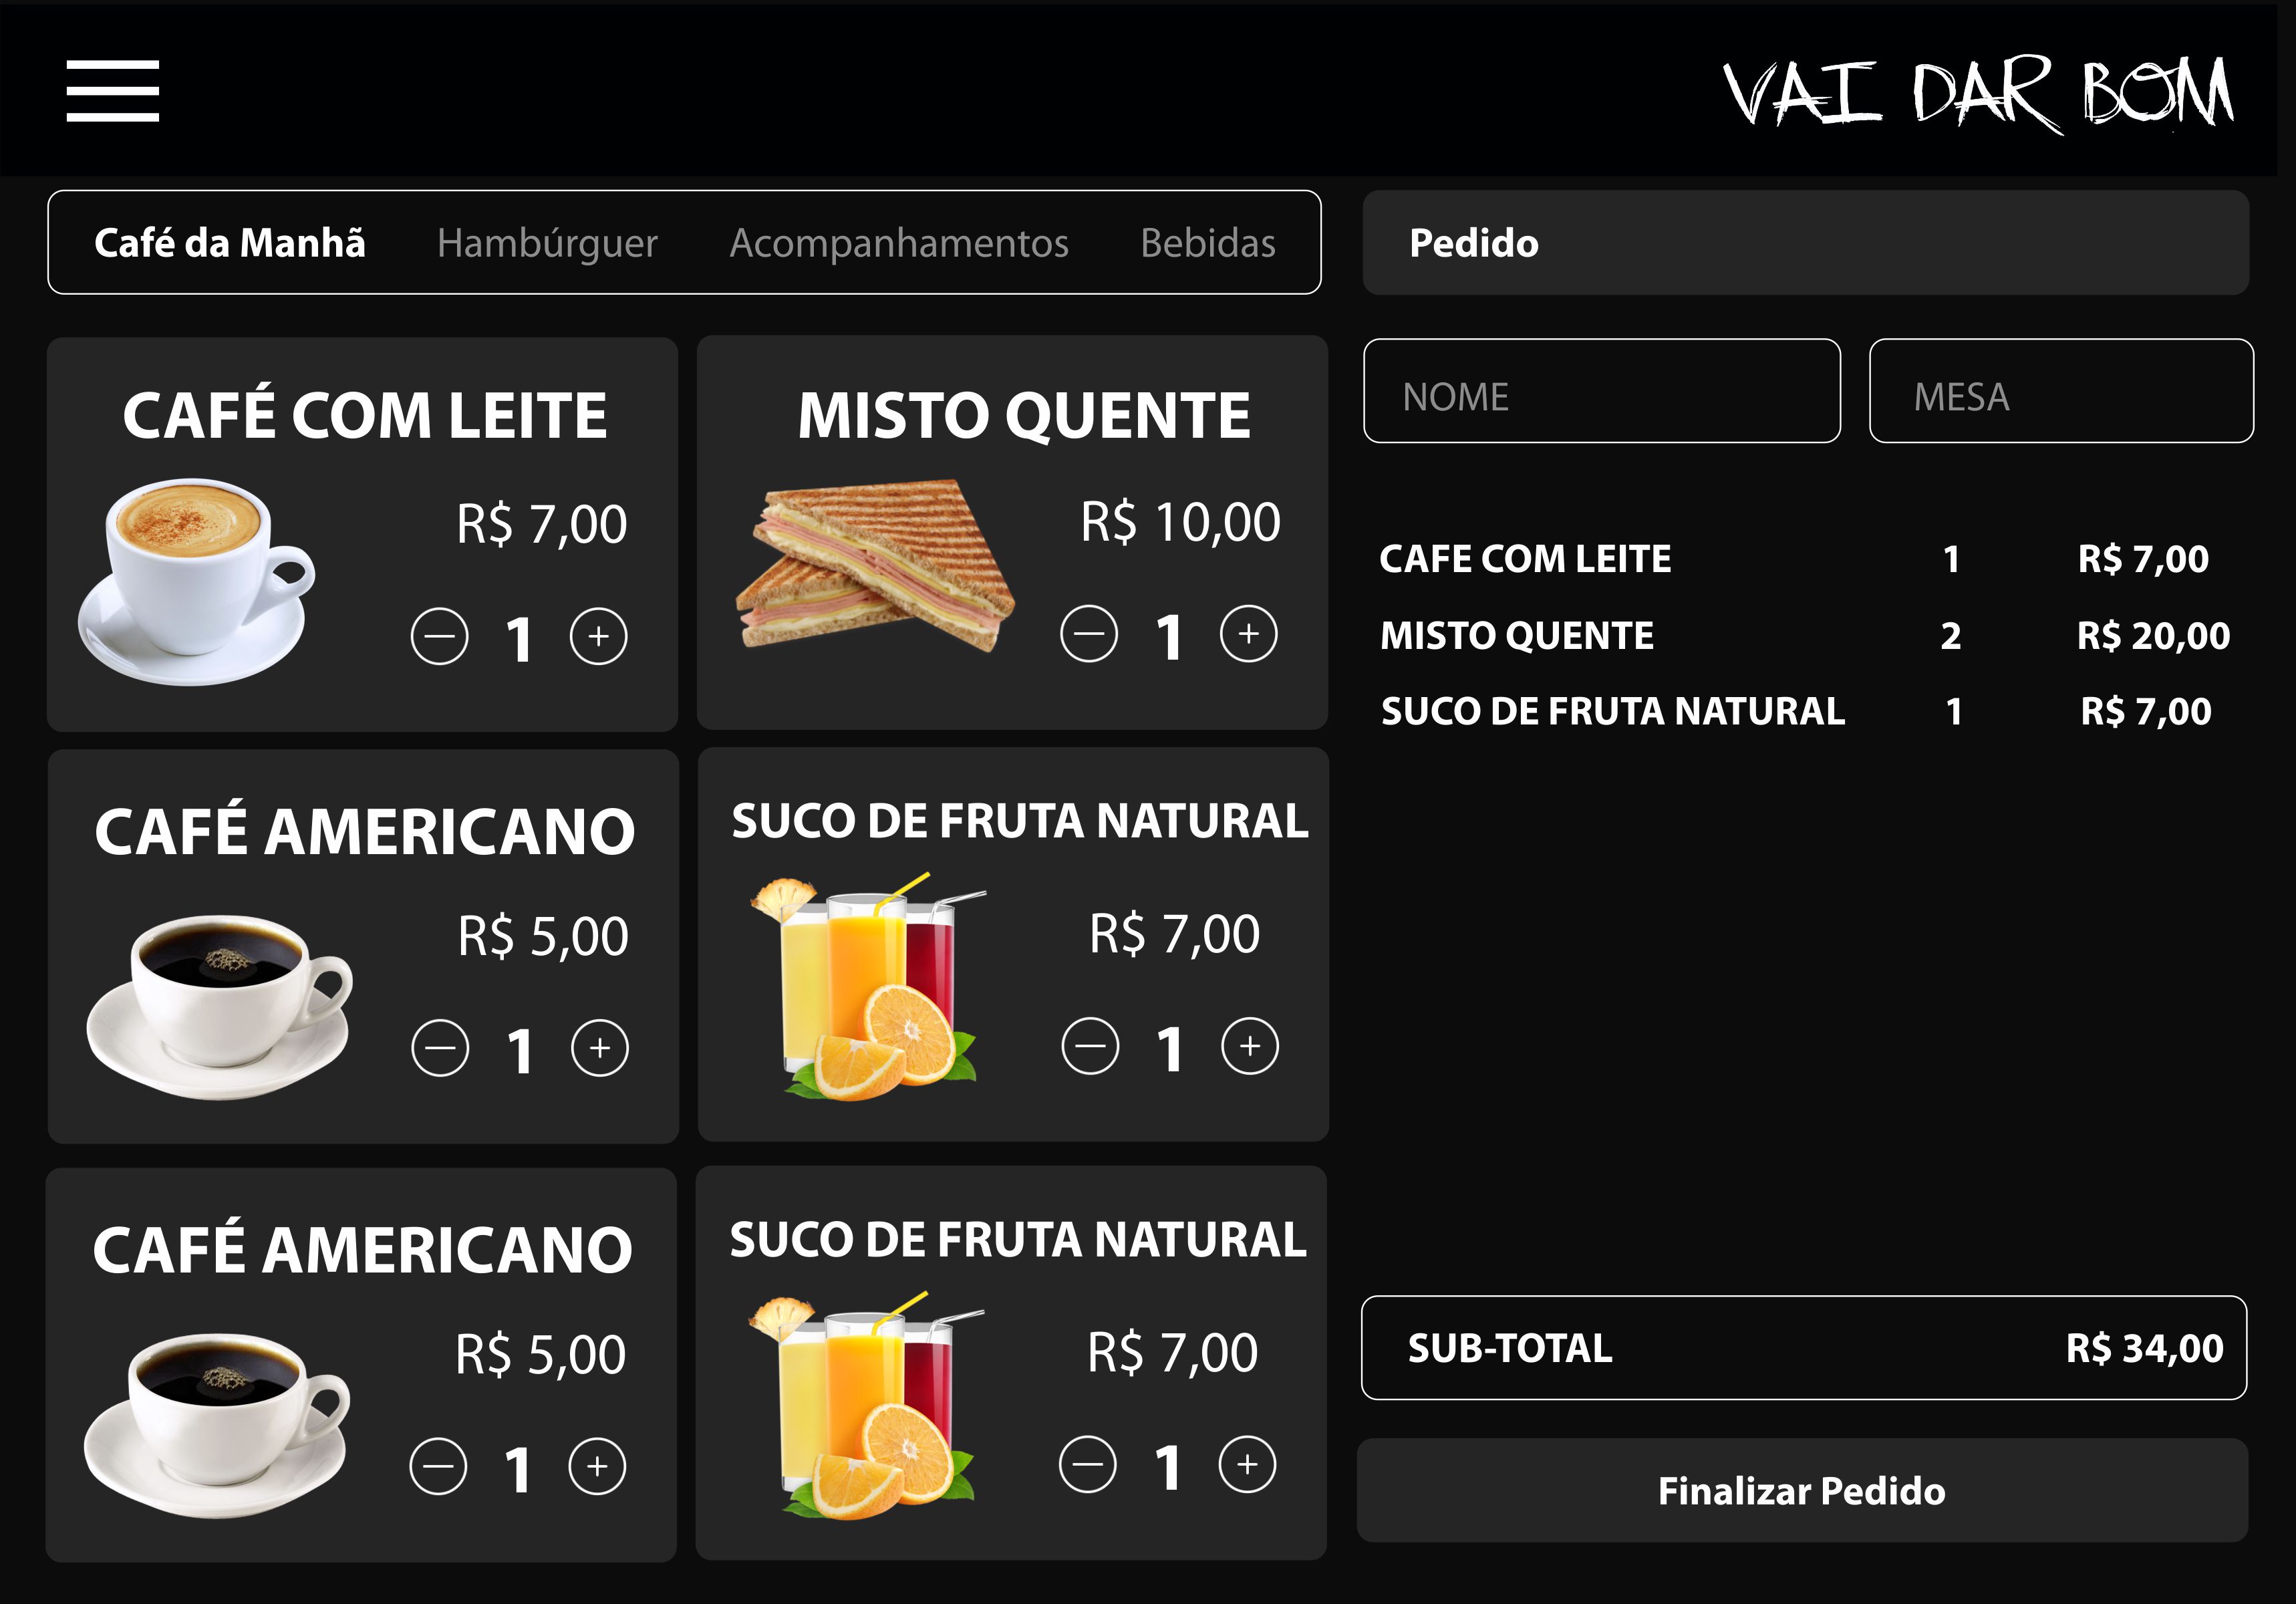 VAI DAR BOM
Café da Manhã Hambúrguer Acompanhamentos Bebidas
CAFÉ COM LEITE
R$ 7,00
1
MISTO QUENTE
R$ 10,00
1
CAFÉ AMERICANO
R$ 5,00
1
SUCO DE FRUTA NATURAL
R$ 7,00
1
CAFÉ AMERICANO
R$ 5,00
1
SUCO DE FRUTA NATURAL
R$ 7,00
1
Pedido
NOME MESA
CAFE COM LEITE 1 R$ 7,00
MISTO QUENTE 2 R$ 20,00
SUCO DE FRUTA NATURAL 1 R$ 7,00
SUB-TOTAL R$ 34,00
Finalizar Pedido